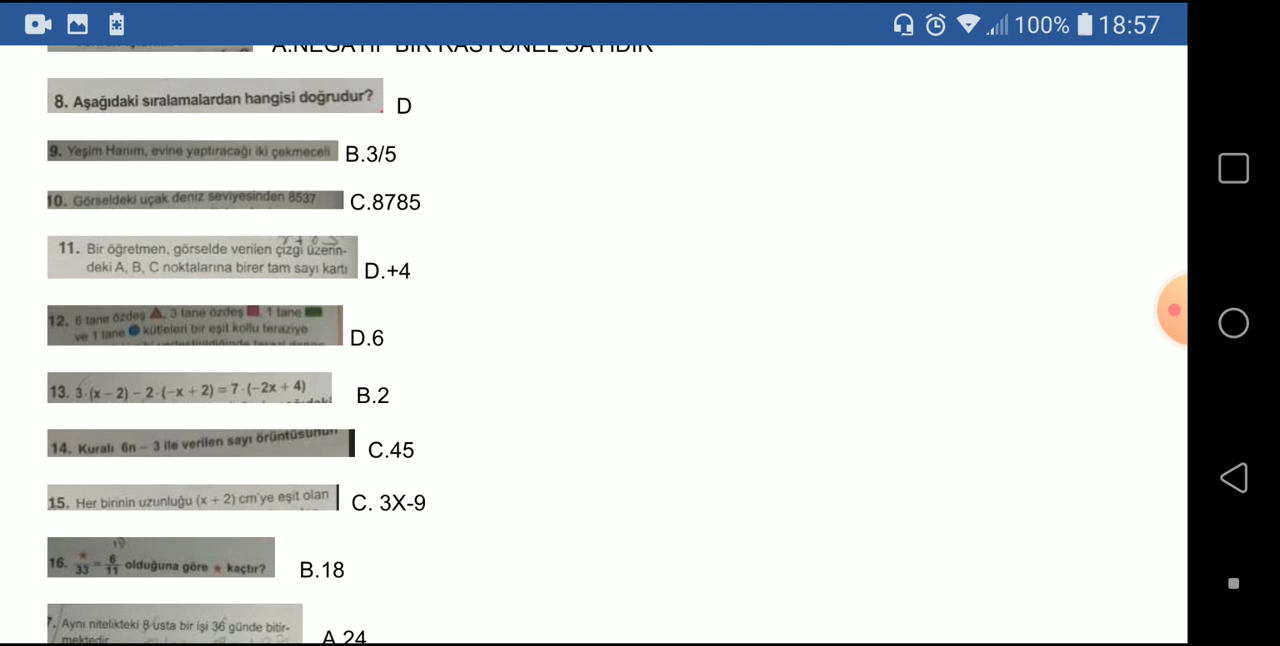 100% 18:57
A.NEGATİF BİR RASYONEL SAYIDIR
8. Aşağıdaki sıralamalardan hangisi doğrudur? D
9. Yeşim Hanım, evine yaptıracağı iki çekmeceli B.3/5
10. Görseldeki uçak deniz seviyesinden 8537 C.8785
11. Bir öğretmen, görselde verilen çizgi üzerin-
deki A, B, C noktalarına birer tam sayı kartı D.+4
12. 6 tane özdeş, 3 tane özdeş, 1 tane
ve 1 tane kütleleri bir eşit kollu teraziye D.6
13. 3·(x – 2) – 2·(–x + 2) = 7·(–2x + 4) B.2
14. Kuralı 6n – 3 ile verilen sayı örüntüsünün C.45
15. Her birinin uzunluğu (x + 2) cm'ye eşit olan C. 3X-9
16. ★/33 = 6/11 olduğuna göre ★ kaçtır? B.18
7. Aynı nitelikteki 8 usta bir işi 36 günde bitir-
mektedir A.24